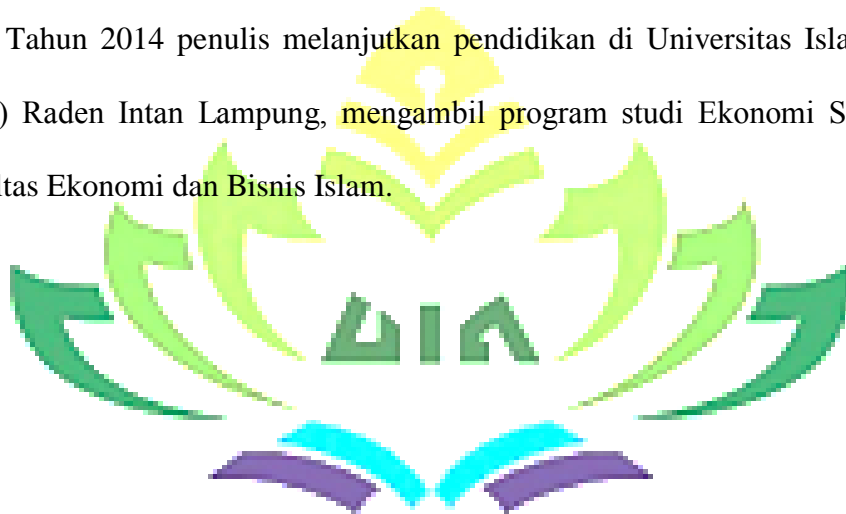 Tahun 2014 penulis melanjutkan pendidikan di Universitas Isla
) Raden Intan Lampung, mengambil program studi Ekonomi S
ltas Ekonomi dan Bisnis Islam.
UIN